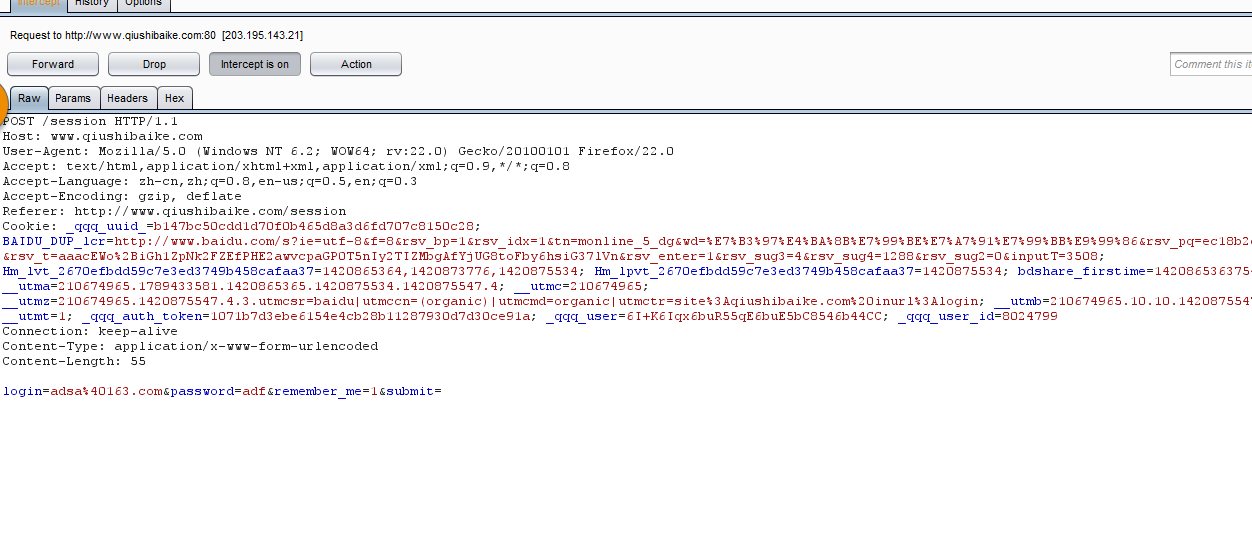 Intercept History Options
Request to http://www.qiushibaike.com:80 [203.195.143.21]
Forward Drop Intercept is on Action Comment this ite
Raw Params Headers Hex
POST /session HTTP/1.1
Host: www.qiushibaike.com
User-Agent: Mozilla/5.0 (Windows NT 6.2; WOW64; rv:22.0) Gecko/20100101 Firefox/22.0
Accept: text/html,application/xhtml+xml,application/xml;q=0.9,*/*;q=0.8
Accept-Language: zh-cn,zh;q=0.8,en-us;q=0.5,en;q=0.3
Accept-Encoding: gzip, deflate
Referer: http://www.qiushibaike.com/session
Cookie: _qqq_uuid_=b147bc50cdd1d70f0b465d8a3d6fd707c8150c28;
BAIDU_DUP_lcr=http://www.baidu.com/s?ie=utf-8&f=8&rsv_bp=1&rsv_idx=1&tn=monline_5_dg&wd=%E7%B3%97%E4%BA%8B%E7%99%BE%E7%A7%91%E7%99%BB%E9%99%86&rsv_pq=ec18b2c
&rsv_t=aaacEWo%2BiGh1ZpNk2FZEfPHE2awvcpaGPOT5nIy2TIZMbgAfYjUG8toFby6hsiG37lVn&rsv_enter=1&rsv_sug3=4&rsv_sug4=1288&rsv_sug2=0&inputT=3508;
Hm_lvt_2670efbdd59c7e3ed3749b458cafaa37=1420865364,1420873776,1420875534; Hm_lpvt_2670efbdd59c7e3ed3749b458cafaa37=1420875534; bdshare_firstime=1420865363754
__utma=210674965.1789433581.1420865365.1420875534.1420875547.4; __utmc=210674965;
__utmz=210674965.1420875547.4.3.utmcsr=baidu|utmccn=(organic)|utmcmd=organic|utmctr=site%3Aqiushibaike.com%20inurl%3Alogin; __utmb=210674965.10.10.1420875547
__utmt=1; _qqq_auth_token=1071b7d3ebe6154e4cb28b11287930d7d30ce91a; _qqq_user=6I+K6Iqx6buR55qE6buE5bC8546b44CC; _qqq_user_id=8024799
Connection: keep-alive
Content-Type: application/x-www-form-urlencoded
Content-Length: 55
login=adsa%40163.com&password=adf&remember_me=1&submit=